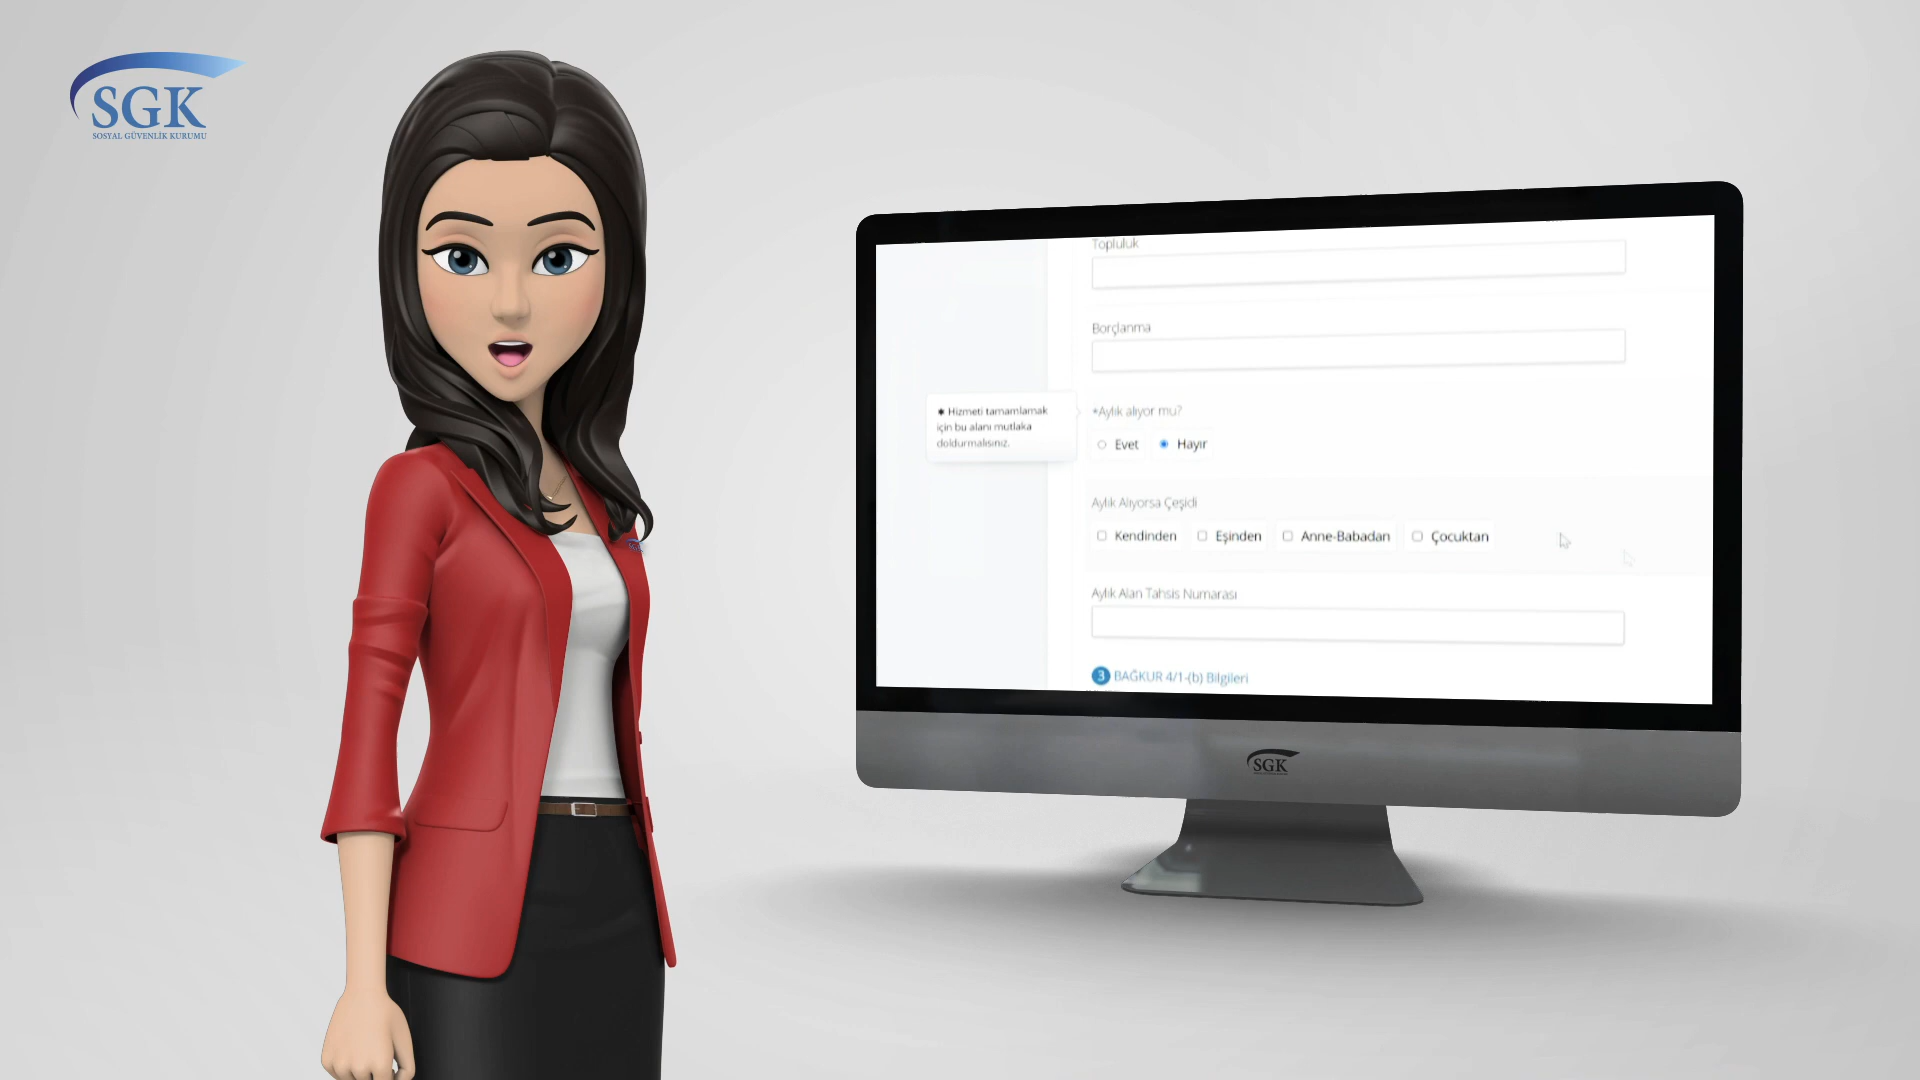 SGK
SOSYAL GÜVENLİK KURUMU
Topluluk
Borçlanma
✱ Hizmeti tamamlamak
için bu alanı mutlaka
doldurmalısınız.
*Aylık alıyor mu?
Evet Hayır
Aylık Alıyorsa Çeşidi
Kendinden Eşinden Anne-Babadan Çocuktan
Aylık Alan Tahsis Numarası
3 BAĞKUR 4/1-(b) Bilgileri
SGK